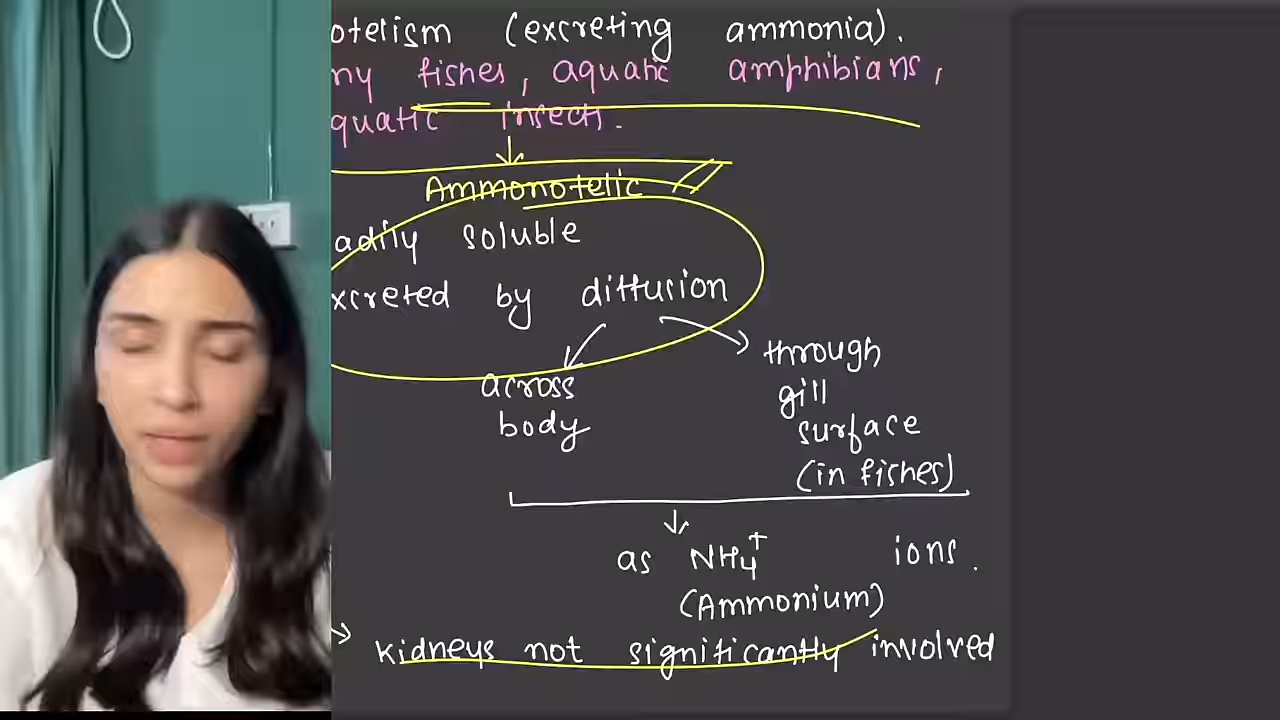 otelism (excreting ammonia).
ny fishes, aquatic amphibians,
quatic insects.
Ammonotelic
adily soluble
xcreted by diffusion
across
body
through
gill
surface
(in fishes)
as NH4+ ions.
(Ammonium)
kidneys not significantly involved